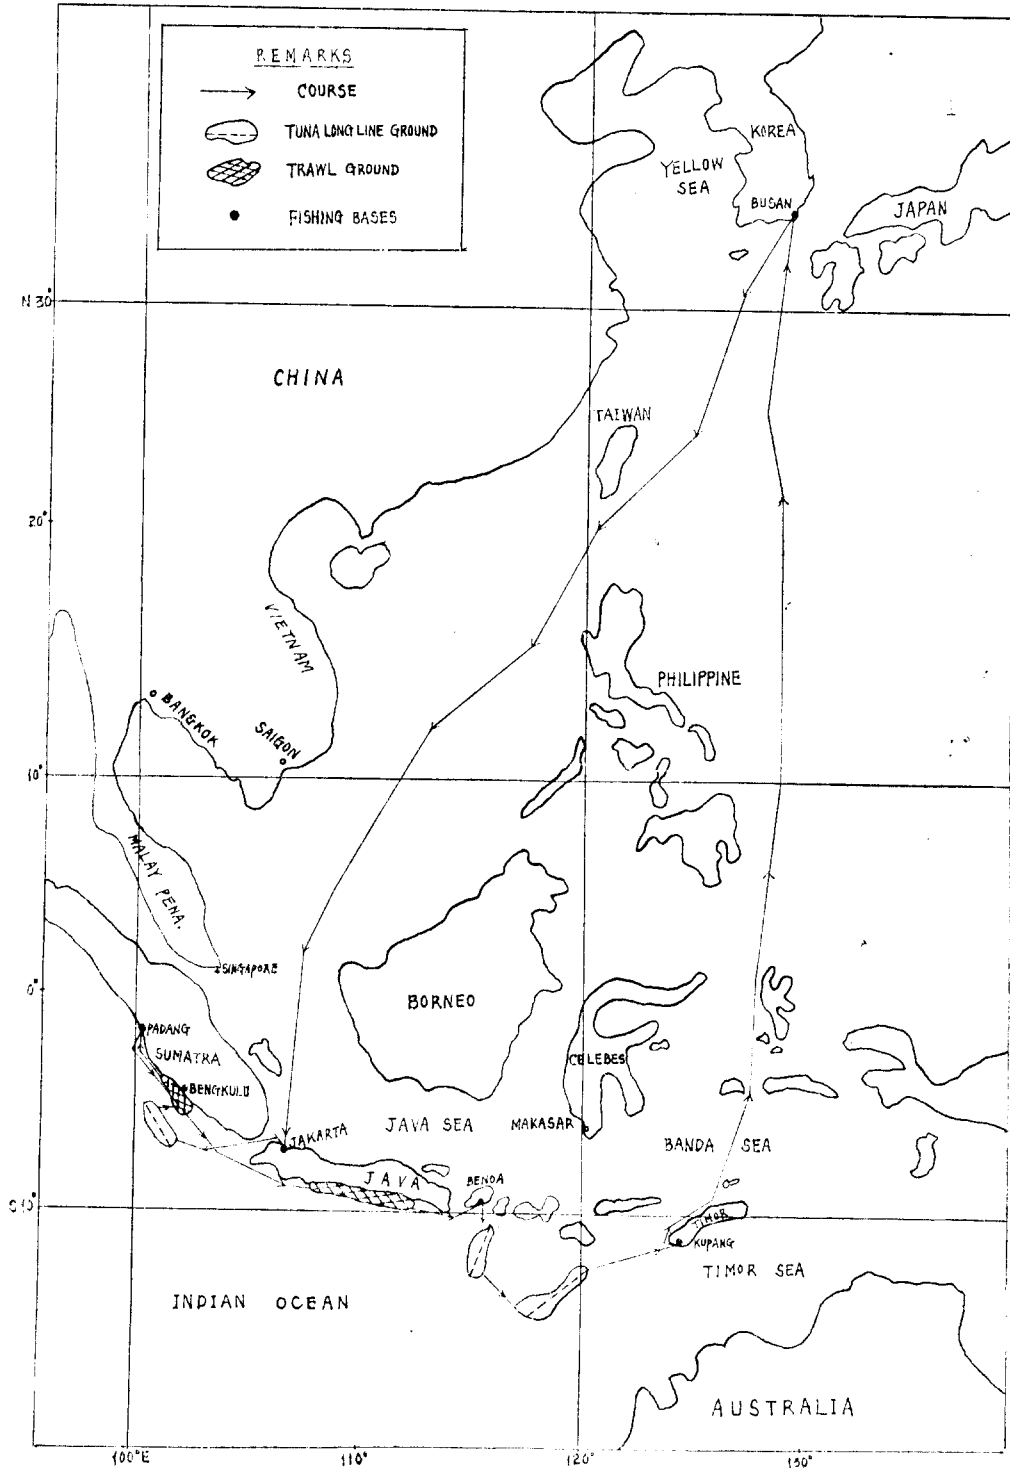 REMARKS
COURSE
TUNA LONG LINE GROUND
TRAWL GROUND
FISHING BASES
KOREA
YELLOW
SEA
BUSAN
JAPAN
N 30°
CHINA
TAIWAN
20°
VIETNAM
PHILIPPINE
BANGKOK
SAIGON
10°
MALAY PENA.
SINGAPORE
0°
BORNEO
PADANG
SUMATRA
CELEBES
BENGKULU
JAVA SEA
MAKASAR
JAKARTA
BANDA SEA
JAVA
BENOA
S 10°
TIMOR
KUPANG
TIMOR SEA
INDIAN OCEAN
AUSTRALIA
100°E
110°
120°
130°